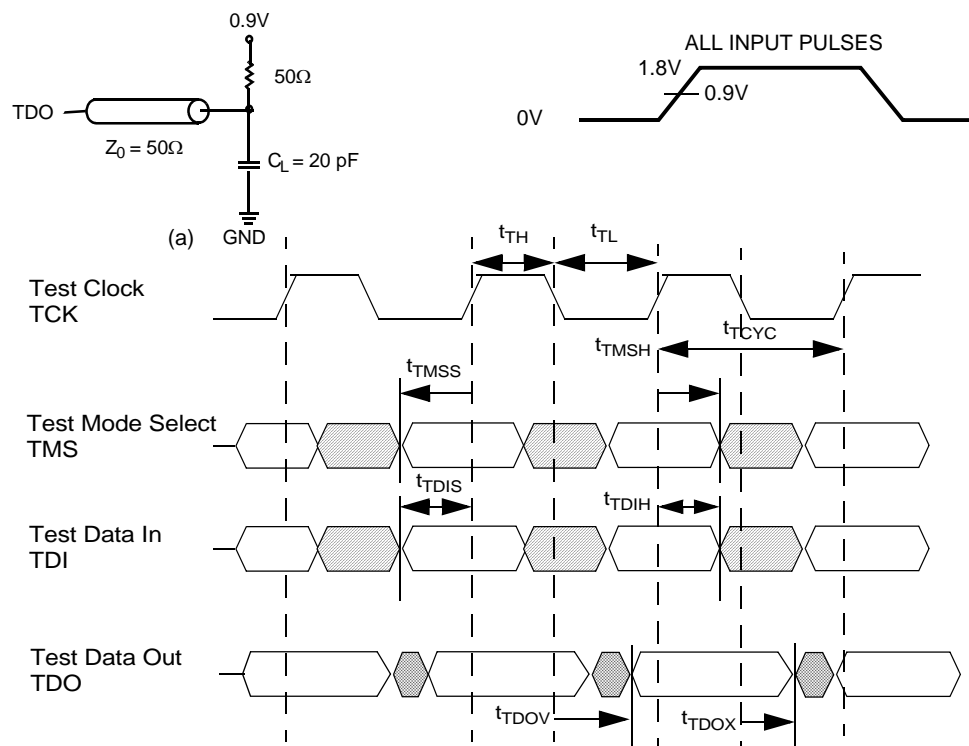 0.9V
50Ω
TDO
Z0 = 50Ω
CL = 20 pF
(a) GND
ALL INPUT PULSES
1.8V
0.9V
0V
tTH
tTL
Test Clock
TCK
tTCYC
tTMSH
tTMSS
Test Mode Select
TMS
tTDIS
tTDIH
Test Data In
TDI
Test Data Out
TDO
tTDOV
tTDOX